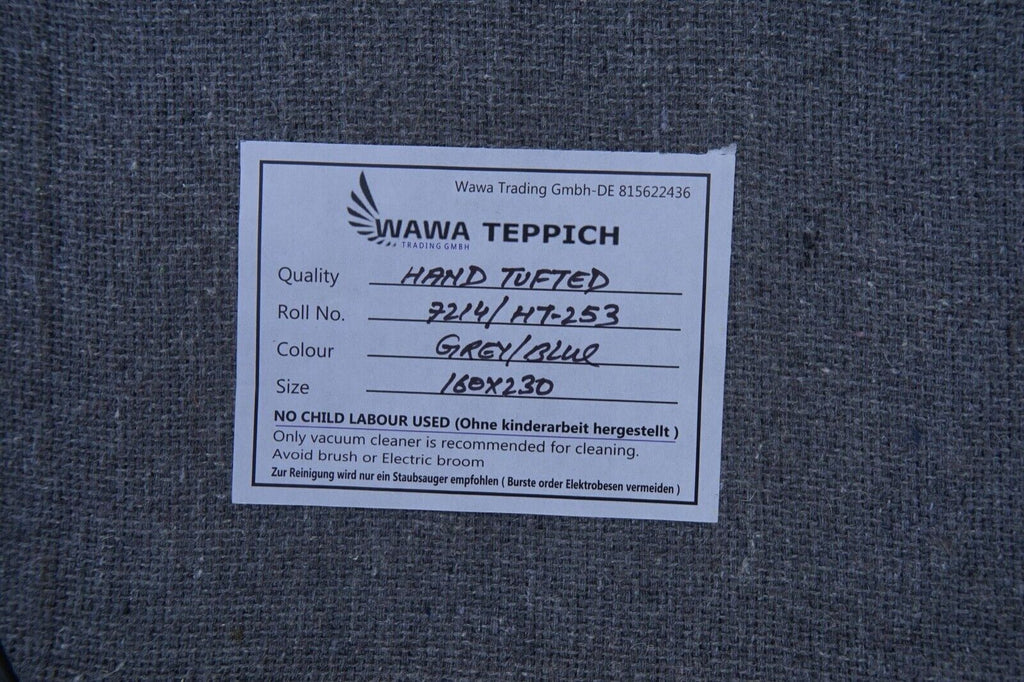 Wawa Trading Gmbh-DE 815622436
WAWA TEPPICH
TRADING GMBH
Quality HAND TUFTED
Roll No. 7214/HT-253
Colour GREY/BLUE
Size 160X230
NO CHILD LABOUR USED (Ohne kinderarbeit hergestellt )
Only vacuum cleaner is recommended for cleaning.
Avoid brush or Electric broom
Zur Reinigung wird nur ein Staubsauger empfohlen ( Burste order Elektrobesen vermeiden )